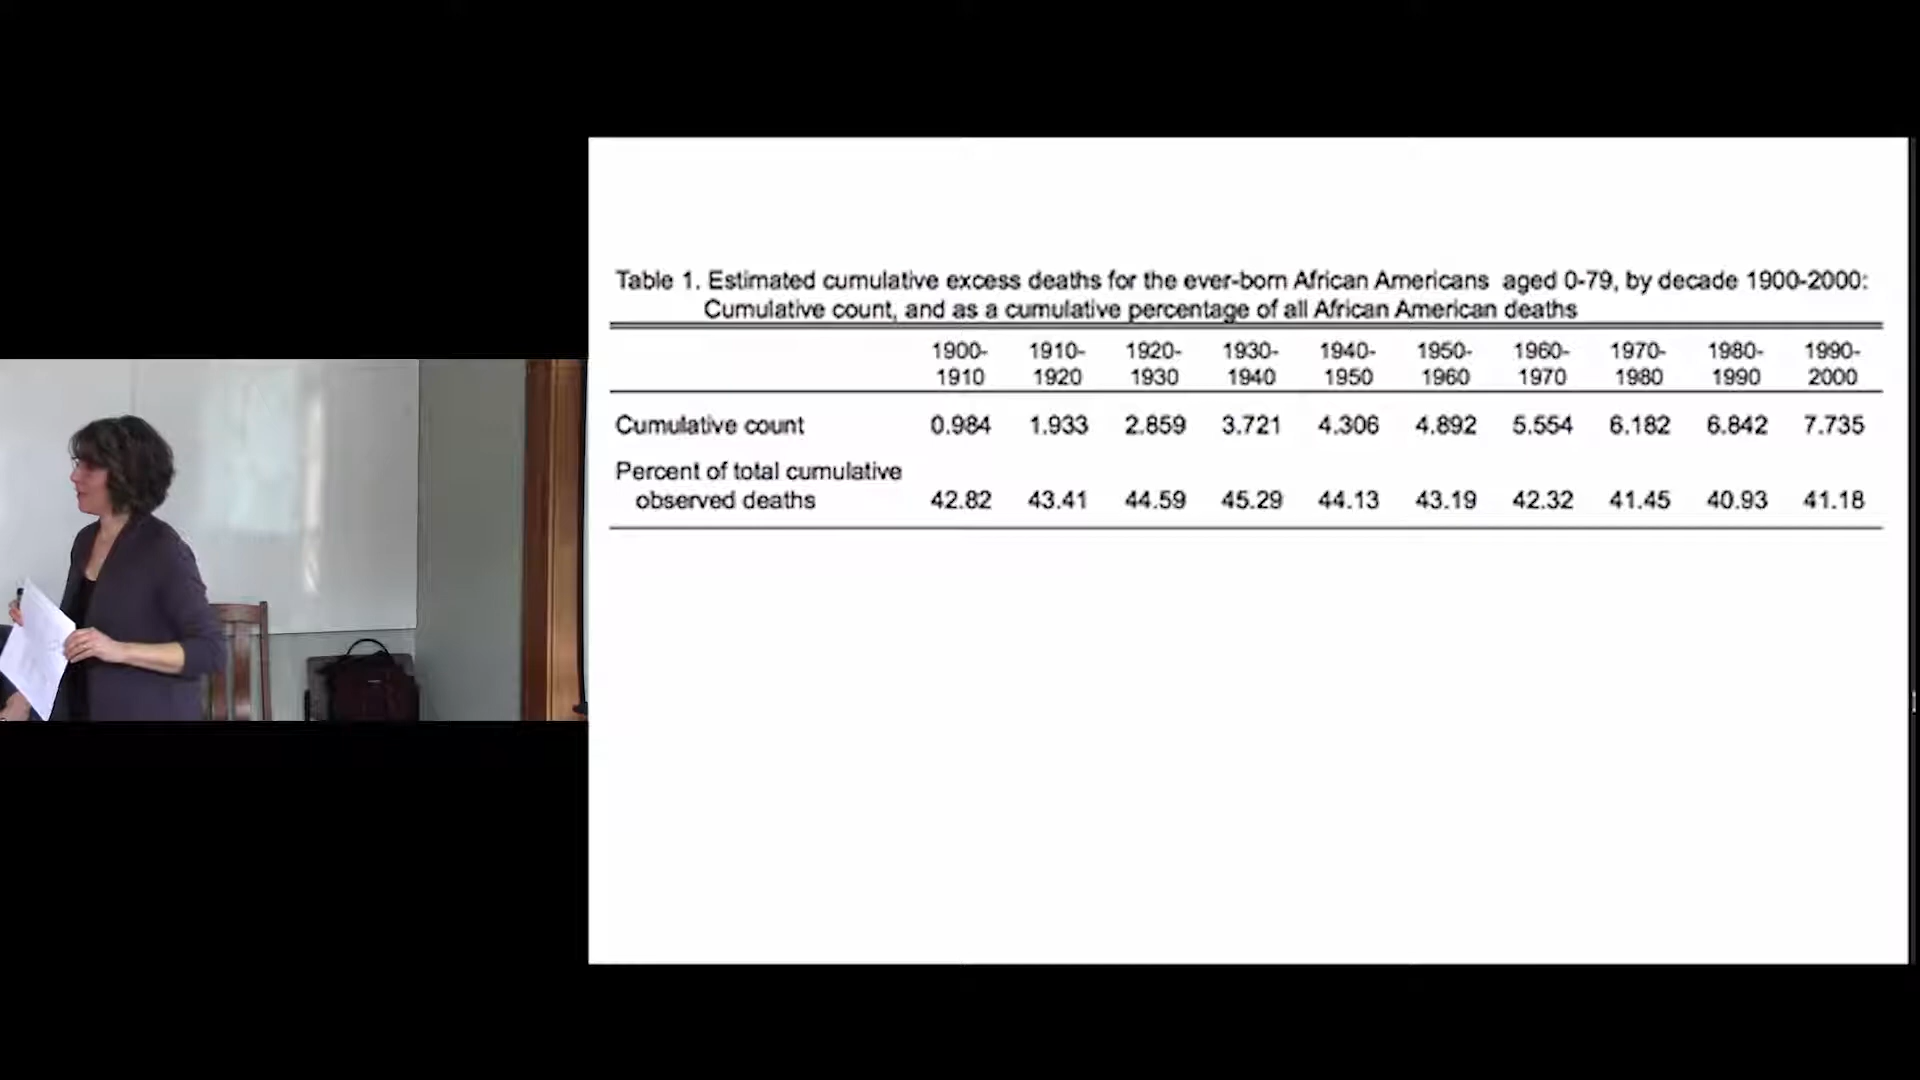 Table 1. Estimated cumulative excess deaths for the ever-born African Americans aged 0-79, by decade 1900-2000:
Cumulative count, and as a cumulative percentage of all African American deaths
1900- 1910- 1920- 1930- 1940- 1950- 1960- 1970- 1980- 1990-
1910 1920 1930 1940 1950 1960 1970 1980 1990 2000
Cumulative count 0.984 1.933 2.859 3.721 4.306 4.892 5.554 6.182 6.842 7.735
Percent of total cumulative
observed deaths 42.82 43.41 44.59 45.29 44.13 43.19 42.32 41.45 40.93 41.18